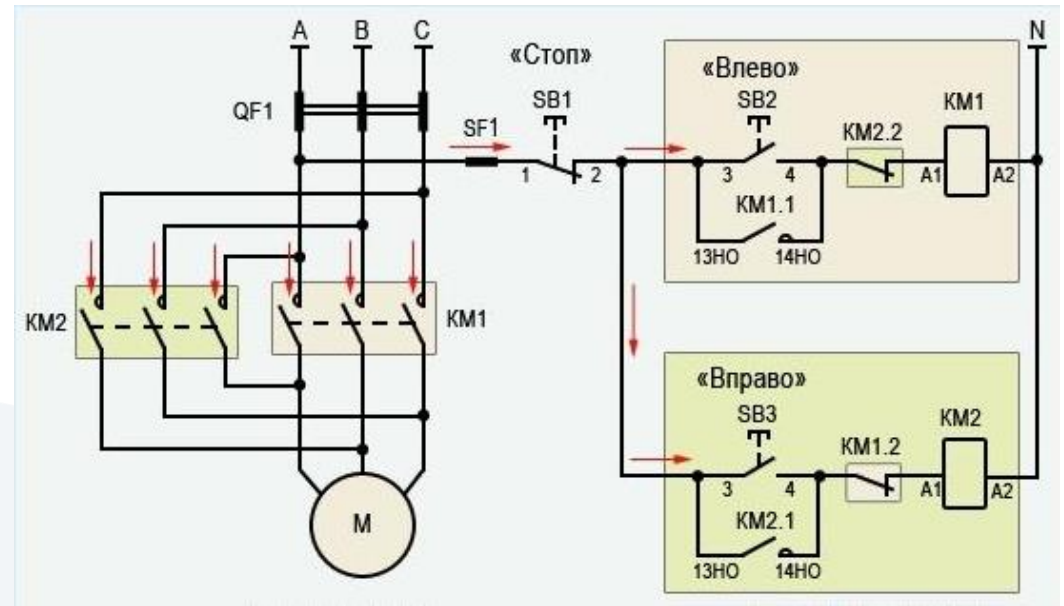 A B C
N
«Стоп»
SB1
QF1
SF1
1 2
«Влево»
SB2
KM1
KM2.2
3 4
A1 A2
KM1.1
13НО 14НО
KM2
KM1
«Вправо»
SB3
KM2
KM1.2
3 4
A1 A2
KM2.1
13НО 14НО
M